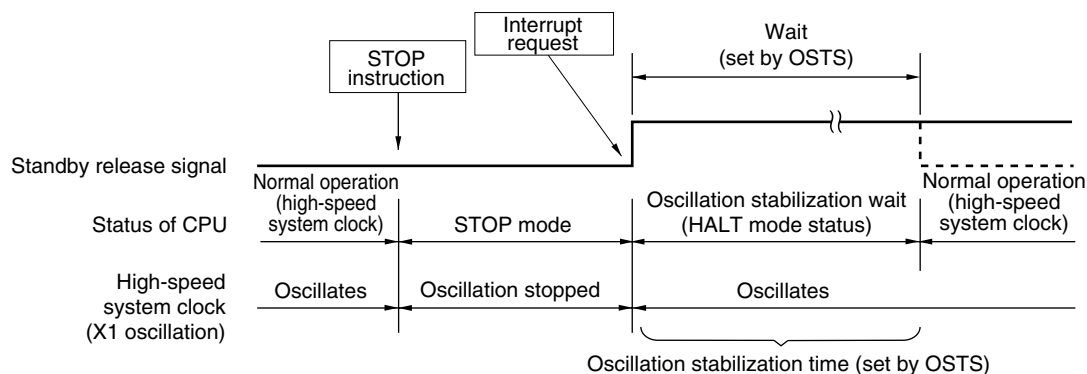 Interrupt
request
Wait
(set by OSTS)
STOP
instruction
Standby release signal
Normal operation
(high-speed
system clock)
Oscillation stabilization wait
(HALT mode status)
Normal operation
(high-speed
system clock)
Status of CPU
STOP mode
High-speed
system clock
(X1 oscillation)
Oscillates
Oscillation stopped
Oscillates
Oscillation stabilization time (set by OSTS)